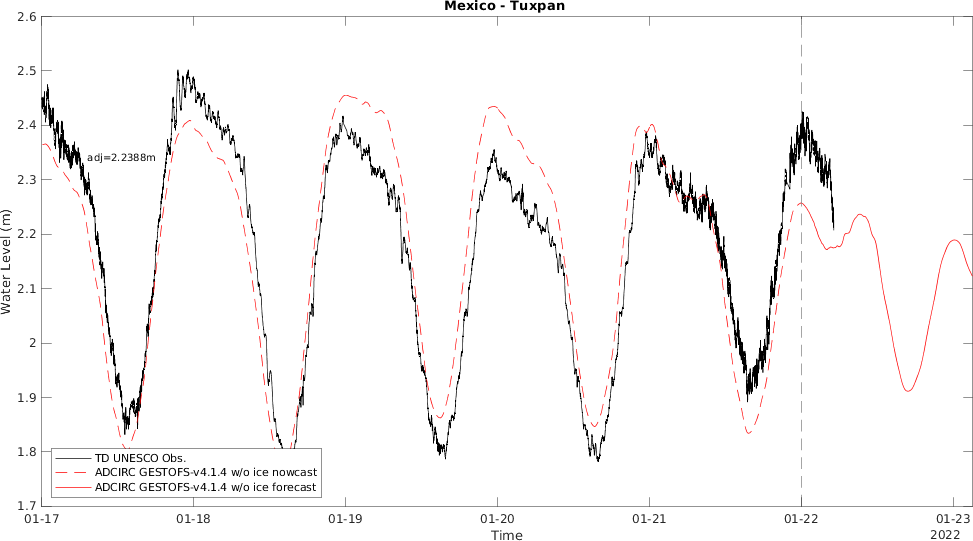 Mexico - Tuxpan
2.6
2.5
2.4
2.3
2.2
2.1
2
1.9
1.8
1.7
Water Level (m)
adj=2.2388m
TD UNESCO Obs.
ADCIRC GESTOFS-v4.1.4 w/o ice nowcast
ADCIRC GESTOFS-v4.1.4 w/o ice forecast
01-17 01-18 01-19 01-20 01-21 01-22 01-23
Time
2022